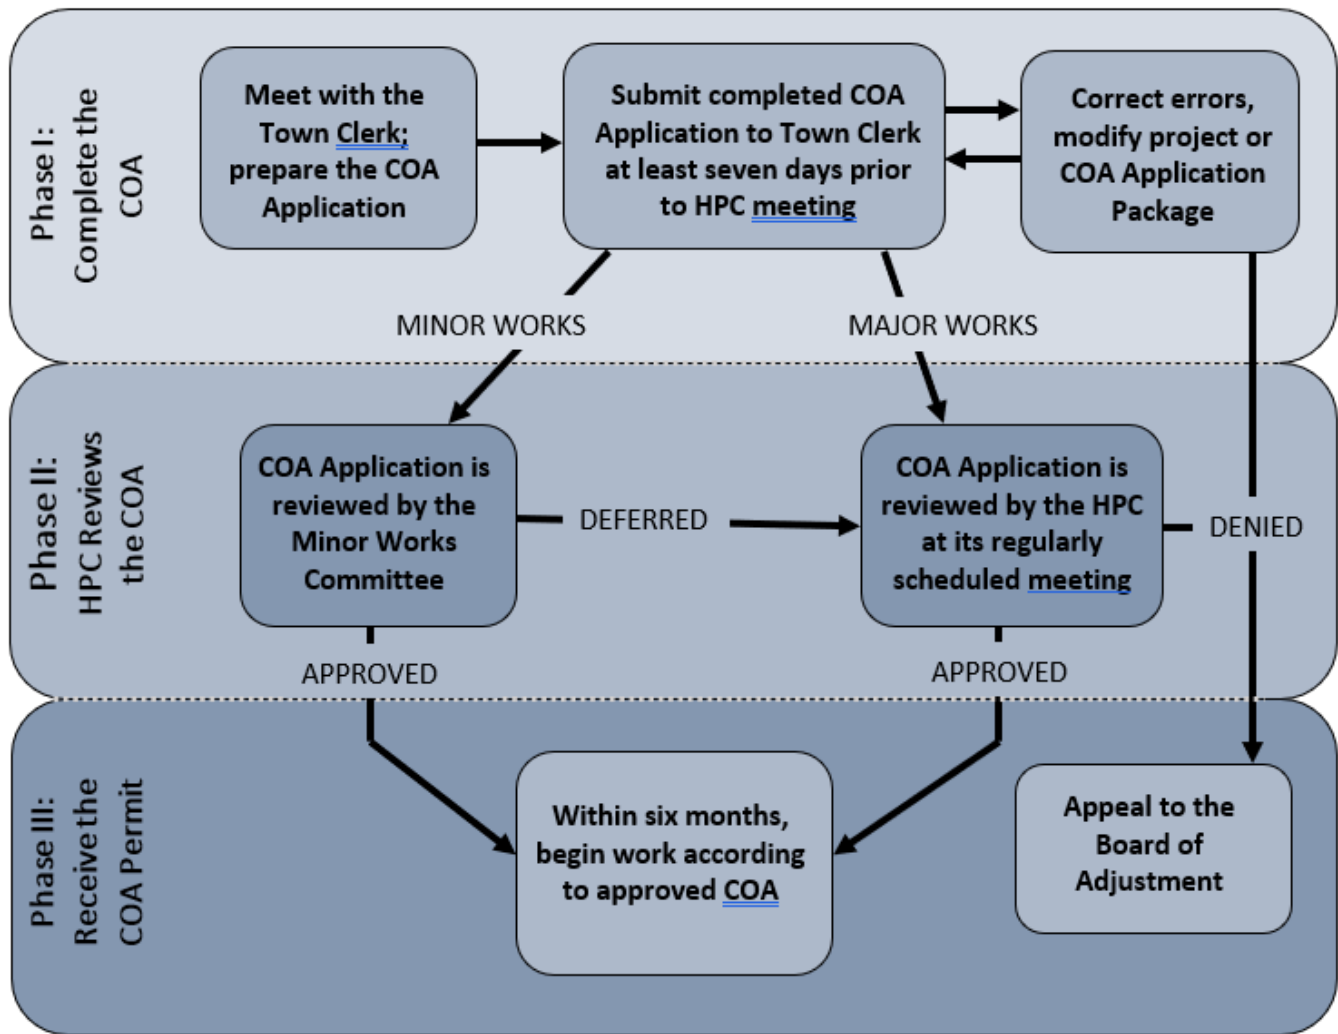 Phase I:
Complete the
COA
Meet with the
Town Clerk;
prepare the COA
Application
Submit completed COA
Application to Town Clerk
at least seven days prior
to HPC meeting
Correct errors,
modify project or
COA Application
Package
MINOR WORKS
MAJOR WORKS
Phase II:
HPC Reviews
the COA
COA Application is
reviewed by the
Minor Works
Committee
DEFERRED
COA Application is
reviewed by the HPC
at its regularly
scheduled meeting
DENIED
APPROVED
APPROVED
Phase III:
Receive the
COA Permit
Within six months,
begin work according
to approved COA
Appeal to the
Board of
Adjustment